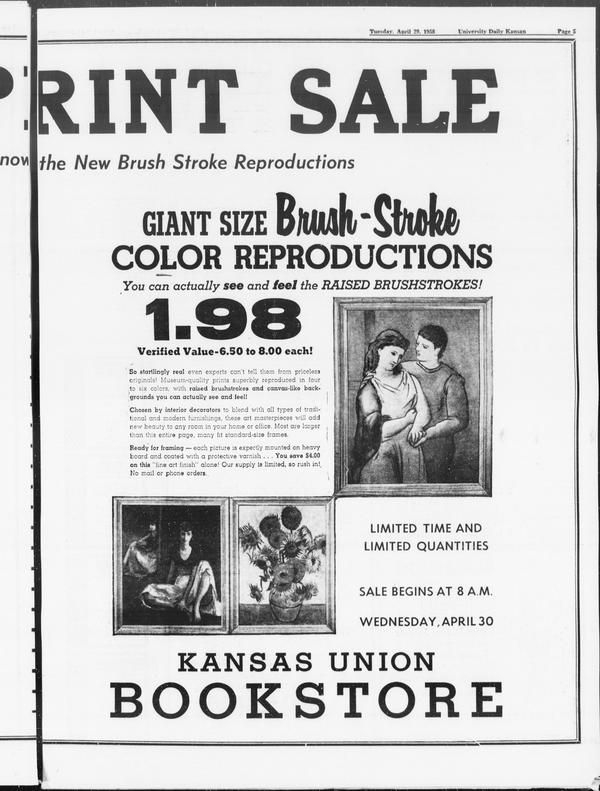 Tuesday, April 29, 1958 University Daily Kansan Page 5
PRINT SALE
now the New Brush Stroke Reproductions
GIANT SIZE Brush-Stroke
COLOR REPRODUCTIONS
You can actually see and feel the RAISED BRUSHSTROKES!
1.98
Verified Value-6.50 to 8.00 each!
So startlingly real even experts can't tell them from priceless
originals! Museum-quality prints superbly reproduced in four
to six colors, with raised brushstrokes and canvas-like back-
grounds you can actually see and feel!
Chosen by interior decorators to blend with all types of tradi-
tional and modern furnishings, these art masterpieces will add
new beauty to any room in your home or office. Most are larger
than this entire page, many fit standard-size frames.
Ready for framing — each picture is expertly mounted on heavy
board and coated with a protective varnish . . . You save $4.00
on this "fine art finish" alone! Our supply is limited, so rush in!
No mail or phone orders.
LIMITED TIME AND
LIMITED QUANTITIES
SALE BEGINS AT 8 A.M.
WEDNESDAY, APRIL 30
KANSAS UNION
BOOKSTORE